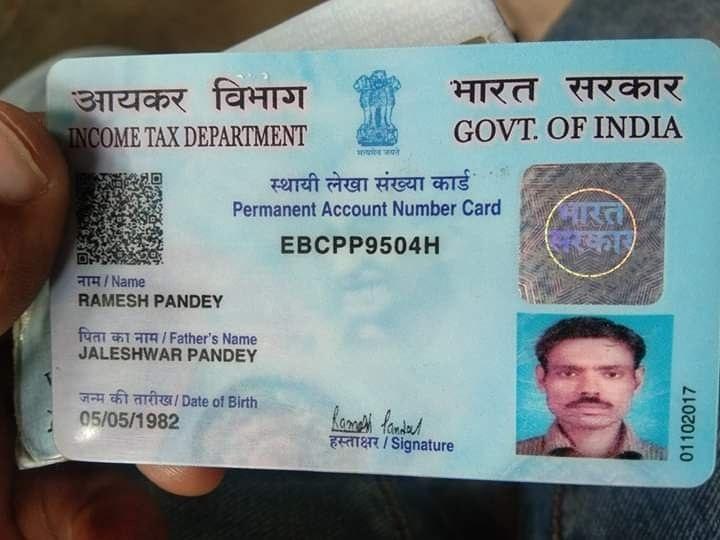 आयकर विभाग
INCOME TAX DEPARTMENT
सत्यमेव जयते
भारत सरकार
GOVT. OF INDIA
स्थायी लेखा संख्या कार्ड
Permanent Account Number Card
EBCPP9504H
भारत
सरकार
नाम / Name
RAMESH PANDEY
पिता का नाम / Father's Name
JALESHWAR PANDEY
जन्म की तारीख / Date of Birth
05/05/1982
Ramesh Pandey
हस्ताक्षर / Signature
01102017